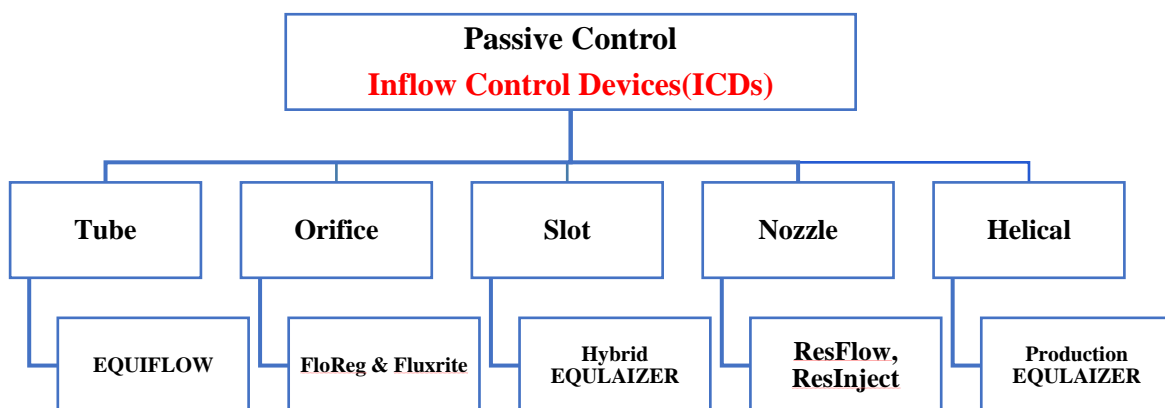 Passive Control
Inflow Control Devices(ICDs)
Tube
Orifice
Slot
Nozzle
Helical
EQUIFLOW
FloReg & Fluxrite
Hybrid
EQULAIZER
ResFlow,
ResInject
Production
EQULAIZER